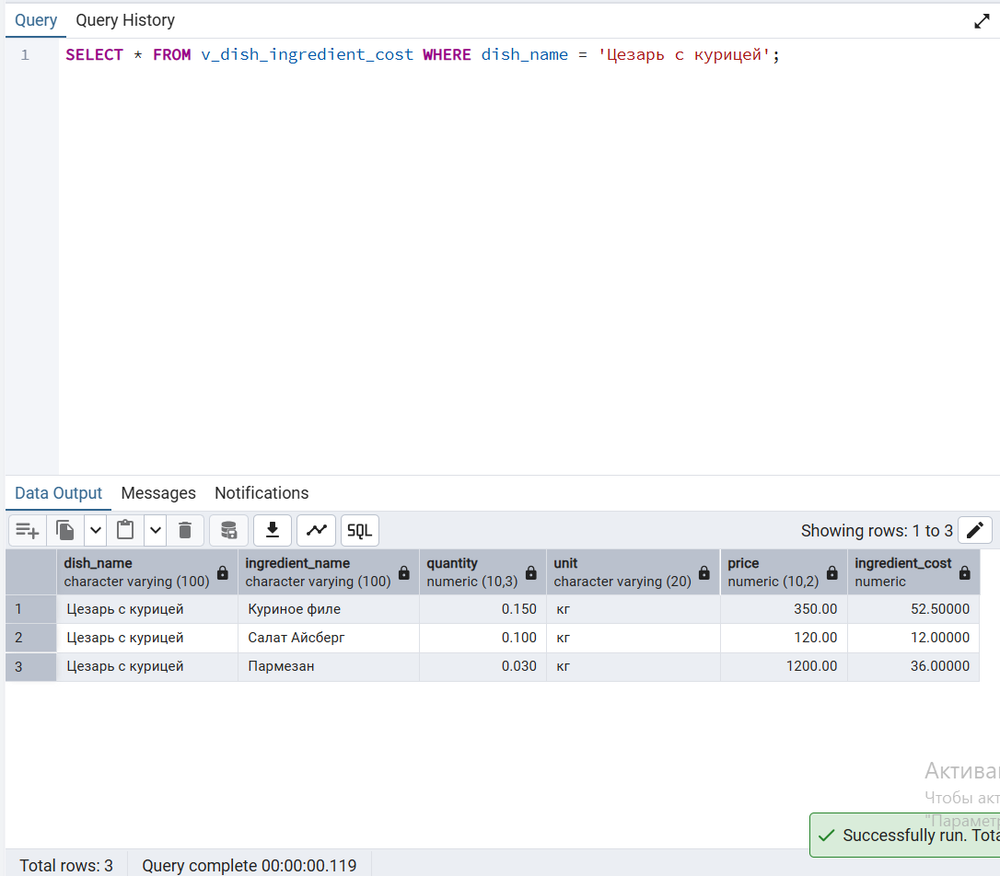 Query Query History
1 SELECT * FROM v_dish_ingredient_cost WHERE dish_name = 'Цезарь с курицей';
Data Output Messages Notifications
SQL Showing rows: 1 to 3
dish_name ingredient_name quantity unit price ingredient_cost
character varying (100) character varying (100) numeric (10,3) character varying (20) numeric (10,2) numeric
1 Цезарь с курицей Куриное филе 0.150 кг 350.00 52.50000
2 Цезарь с курицей Салат Айсберг 0.100 кг 120.00 12.00000
3 Цезарь с курицей Пармезан 0.030 кг 1200.00 36.00000
Чтобы
Successfully run.
Total rows: 3 Query complete 00:00:00.119